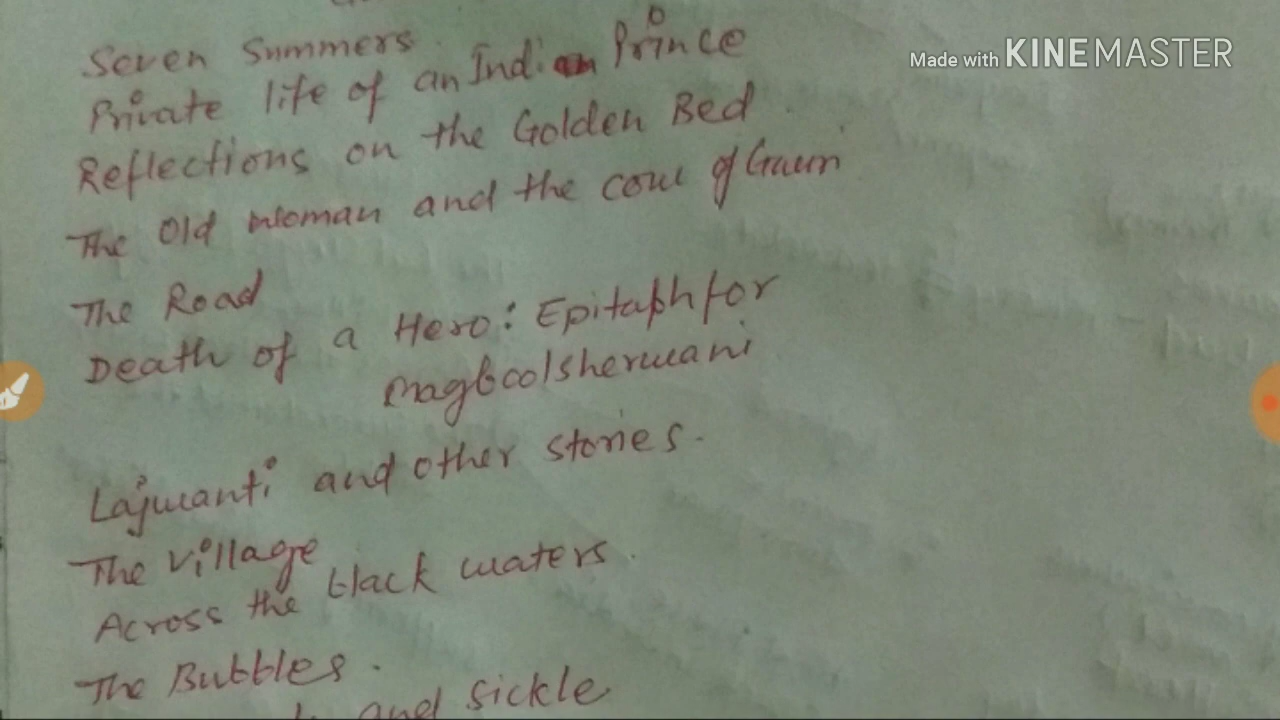 Made with KINEMASTER
Seven Summers.
Private life of an Indian Prince
Reflections on the Golden Bed.
The Old woman and the cow of Gauri
The Road
Death of a Hero: Epitaph for
Maqboolsherwani
Lajwanti and other stories.
The village
Across the black waters.
The Bubbles.
and sickle